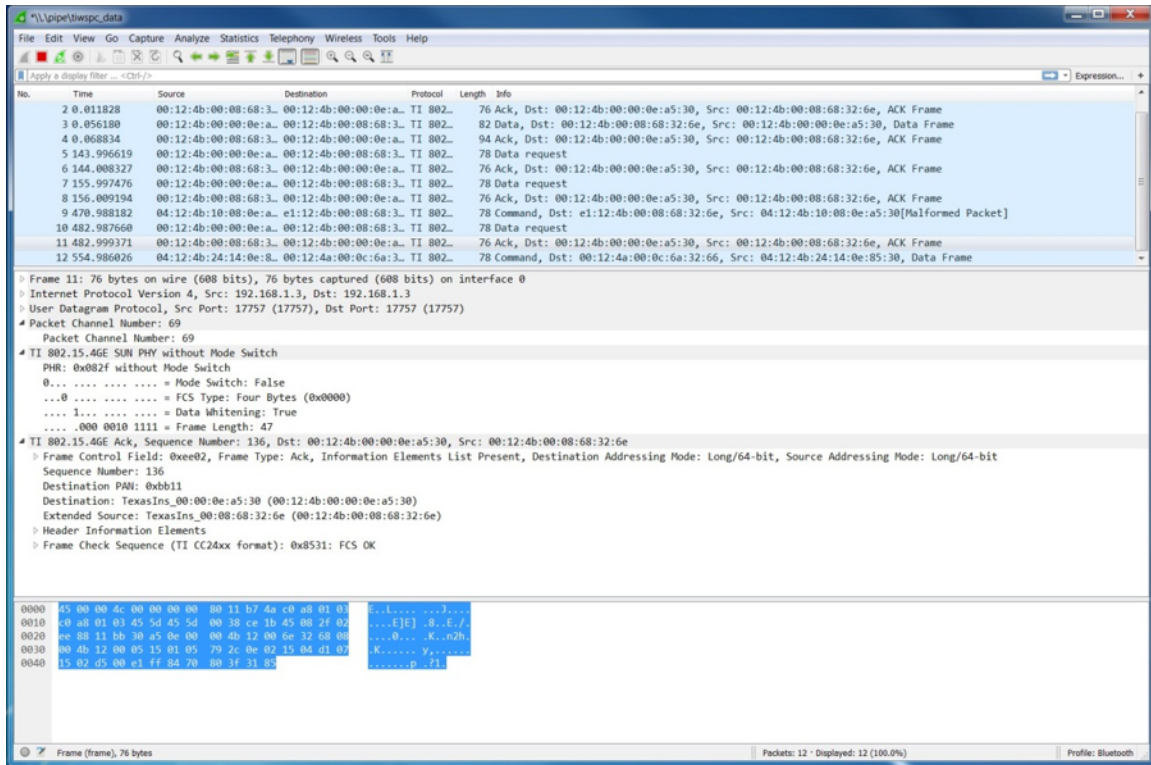 *\\.\pipe\tiwspc_data
File Edit View Go Capture Analyze Statistics Telephony Wireless Tools Help
Apply a display filter ... <Ctrl-/> Expression... +
No. Time Source Destination Protocol Length Info
2 0.011828 00:12:4b:00:08:68:3… 00:12:4b:00:00:0e:a… TI 802… 76 Ack, Dst: 00:12:4b:00:00:0e:a5:30, Src: 00:12:4b:00:08:68:32:6e, ACK Frame
3 0.056180 00:12:4b:00:00:0e:a… 00:12:4b:00:08:68:3… TI 802… 82 Data, Dst: 00:12:4b:00:08:68:32:6e, Src: 00:12:4b:00:00:0e:a5:30, Data Frame
4 0.068834 00:12:4b:00:08:68:3… 00:12:4b:00:00:0e:a… TI 802… 94 Ack, Dst: 00:12:4b:00:00:0e:a5:30, Src: 00:12:4b:00:08:68:32:6e, ACK Frame
5 143.996619 00:12:4b:00:00:0e:a… 00:12:4b:00:08:68:3… TI 802… 78 Data request
6 144.008327 00:12:4b:00:08:68:3… 00:12:4b:00:00:0e:a… TI 802… 76 Ack, Dst: 00:12:4b:00:00:0e:a5:30, Src: 00:12:4b:00:08:68:32:6e, ACK Frame
7 155.997476 00:12:4b:00:00:0e:a… 00:12:4b:00:08:68:3… TI 802… 78 Data request
8 156.009194 00:12:4b:00:08:68:3… 00:12:4b:00:00:0e:a… TI 802… 76 Ack, Dst: 00:12:4b:00:00:0e:a5:30, Src: 00:12:4b:00:08:68:32:6e, ACK Frame
9 470.988182 04:12:4b:10:08:0e:a… e1:12:4b:00:08:68:3… TI 802… 78 Command, Dst: e1:12:4b:00:08:68:32:6e, Src: 04:12:4b:10:08:0e:a5:30[Malformed Packet]
10 482.987660 00:12:4b:00:00:0e:a… 00:12:4b:00:08:68:3… TI 802… 78 Data request
11 482.999371 00:12:4b:00:08:68:3… 00:12:4b:00:00:0e:a… TI 802… 76 Ack, Dst: 00:12:4b:00:00:0e:a5:30, Src: 00:12:4b:00:08:68:32:6e, ACK Frame
12 554.986026 04:12:4b:24:14:0e:8… 00:12:4a:00:0c:6a:3… TI 802… 78 Command, Dst: 00:12:4a:00:0c:6a:32:66, Src: 04:12:4b:24:14:0e:85:30, Data Frame
Frame 11: 76 bytes on wire (608 bits), 76 bytes captured (608 bits) on interface 0
Internet Protocol Version 4, Src: 192.168.1.3, Dst: 192.168.1.3
User Datagram Protocol, Src Port: 17757 (17757), Dst Port: 17757 (17757)
Packet Channel Number: 69
Packet Channel Number: 69
TI 802.15.4GE SUN PHY without Mode Switch
PHR: 0x082f without Mode Switch
0... .... .... .... = Mode Switch: False
...0 .... .... .... = FCS Type: Four Bytes (0x0000)
.... 1... .... .... = Data Whitening: True
.... .000 0010 1111 = Frame Length: 47
TI 802.15.4GE Ack, Sequence Number: 136, Dst: 00:12:4b:00:00:0e:a5:30, Src: 00:12:4b:00:08:68:32:6e
Frame Control Field: 0xee02, Frame Type: Ack, Information Elements List Present, Destination Addressing Mode: Long/64-bit, Source Addressing Mode: Long/64-bit
Sequence Number: 136
Destination PAN: 0xbb11
Destination: TexasIns_00:00:0e:a5:30 (00:12:4b:00:00:0e:a5:30)
Extended Source: TexasIns_00:08:68:32:6e (00:12:4b:00:08:68:32:6e)
Header Information Elements
Frame Check Sequence (TI CC24xx format): 0x8531: FCS OK
0000 45 00 00 4c 00 00 00 00 80 11 b7 4a c0 a8 01 03 E..L.... ...J....
0010 c0 a8 01 03 45 5d 45 5d 00 38 ce 1b 45 08 2f 02 ....E]E] .8..E./.
0020 ee 88 11 bb 30 a5 0e 00 00 4b 12 00 6e 32 68 08 ....0... .K..n2h.
0030 00 4b 12 00 05 15 01 05 79 2c 0e 02 15 04 d1 07 .K...... y,......
0040 15 02 d5 00 e1 ff 84 70 80 3f 31 85 .......p .?1.
Frame (frame), 76 bytes Packets: 12 · Displayed: 12 (100.0%) Profile: Bluetooth